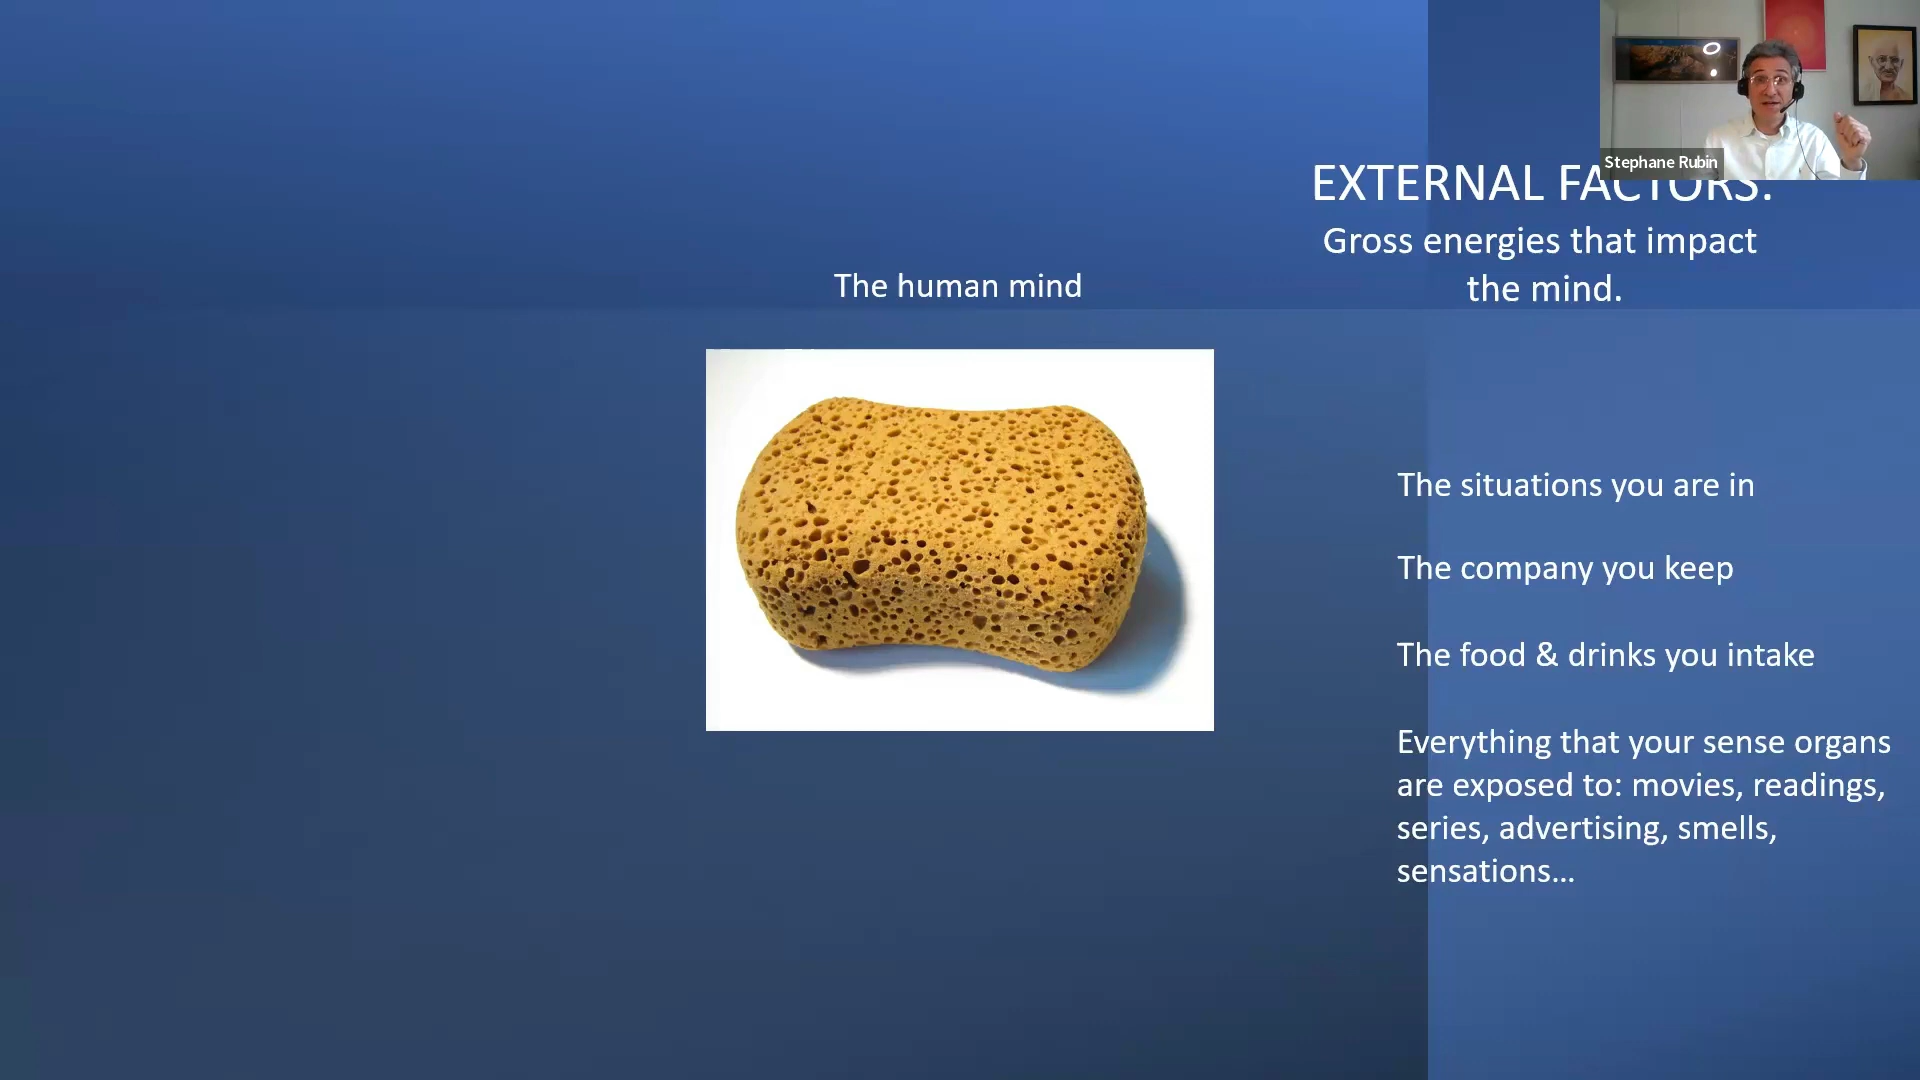 Stephane Rubin
EXTERNAL FACTORS:
Gross energies that impact
the mind.
The human mind
The situations you are in
The company you keep
The food & drinks you intake
Everything that your sense organs
are exposed to: movies, readings,
series, advertising, smells,
sensations...